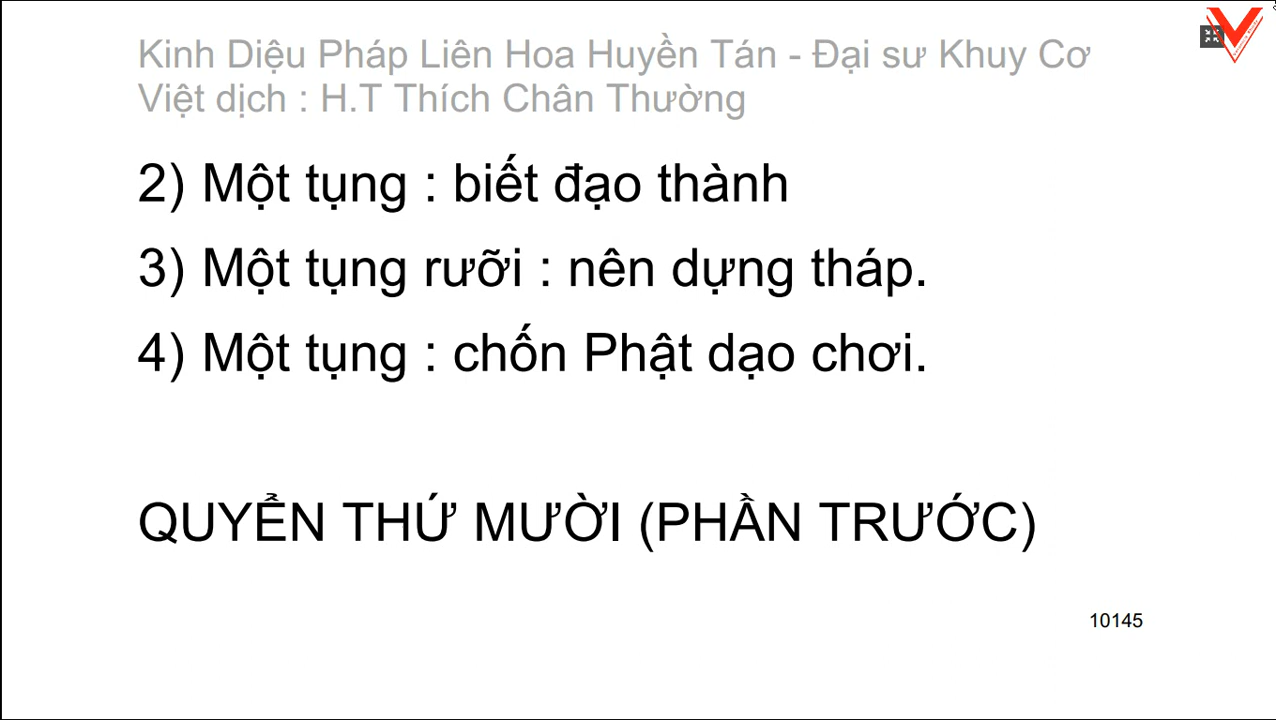 Kinh Diệu Pháp Liên Hoa Huyền Tán - Đại sư Khuy Cơ
Việt dịch : H.T Thích Chân Thường
2) Một tụng : biết đạo thành
3) Một tụng rưỡi : nên dựng tháp.
4) Một tụng : chốn Phật dạo chơi.
QUYỂN THỨ MƯỜI (PHẦN TRƯỚC)
10145